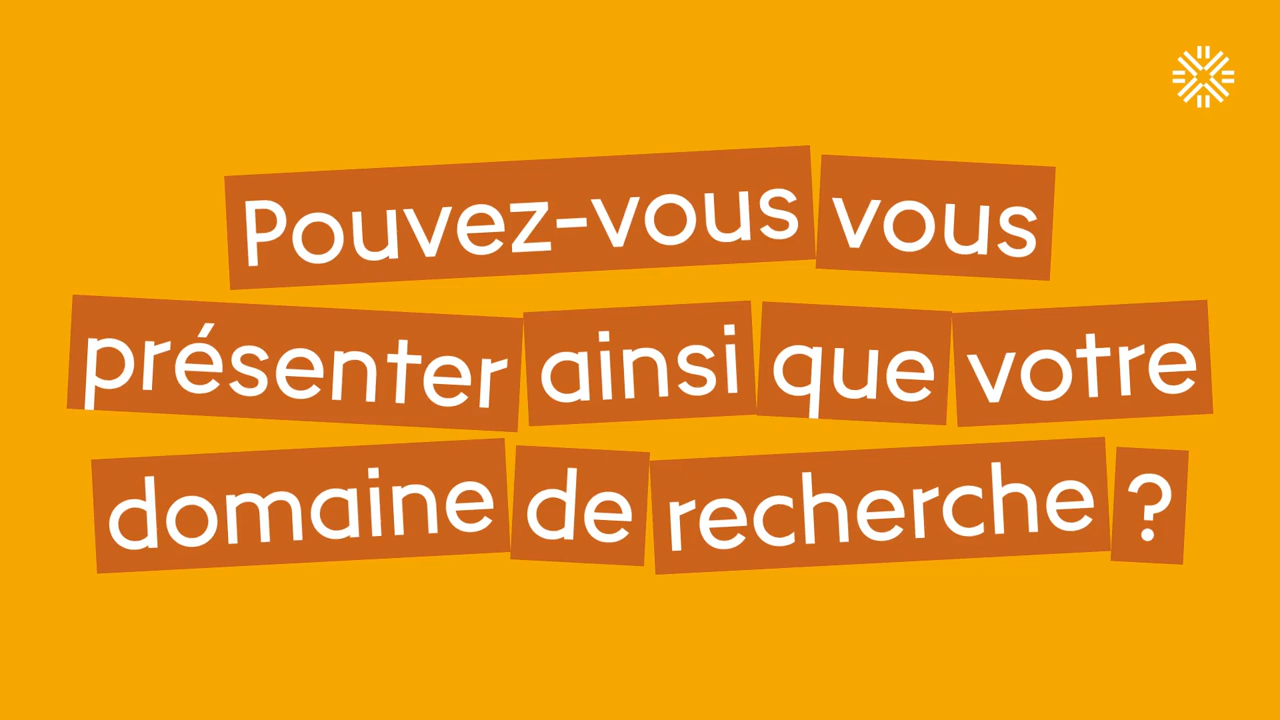 Pouvez-vous vous
présenter ainsi que votre
domaine de recherche ?